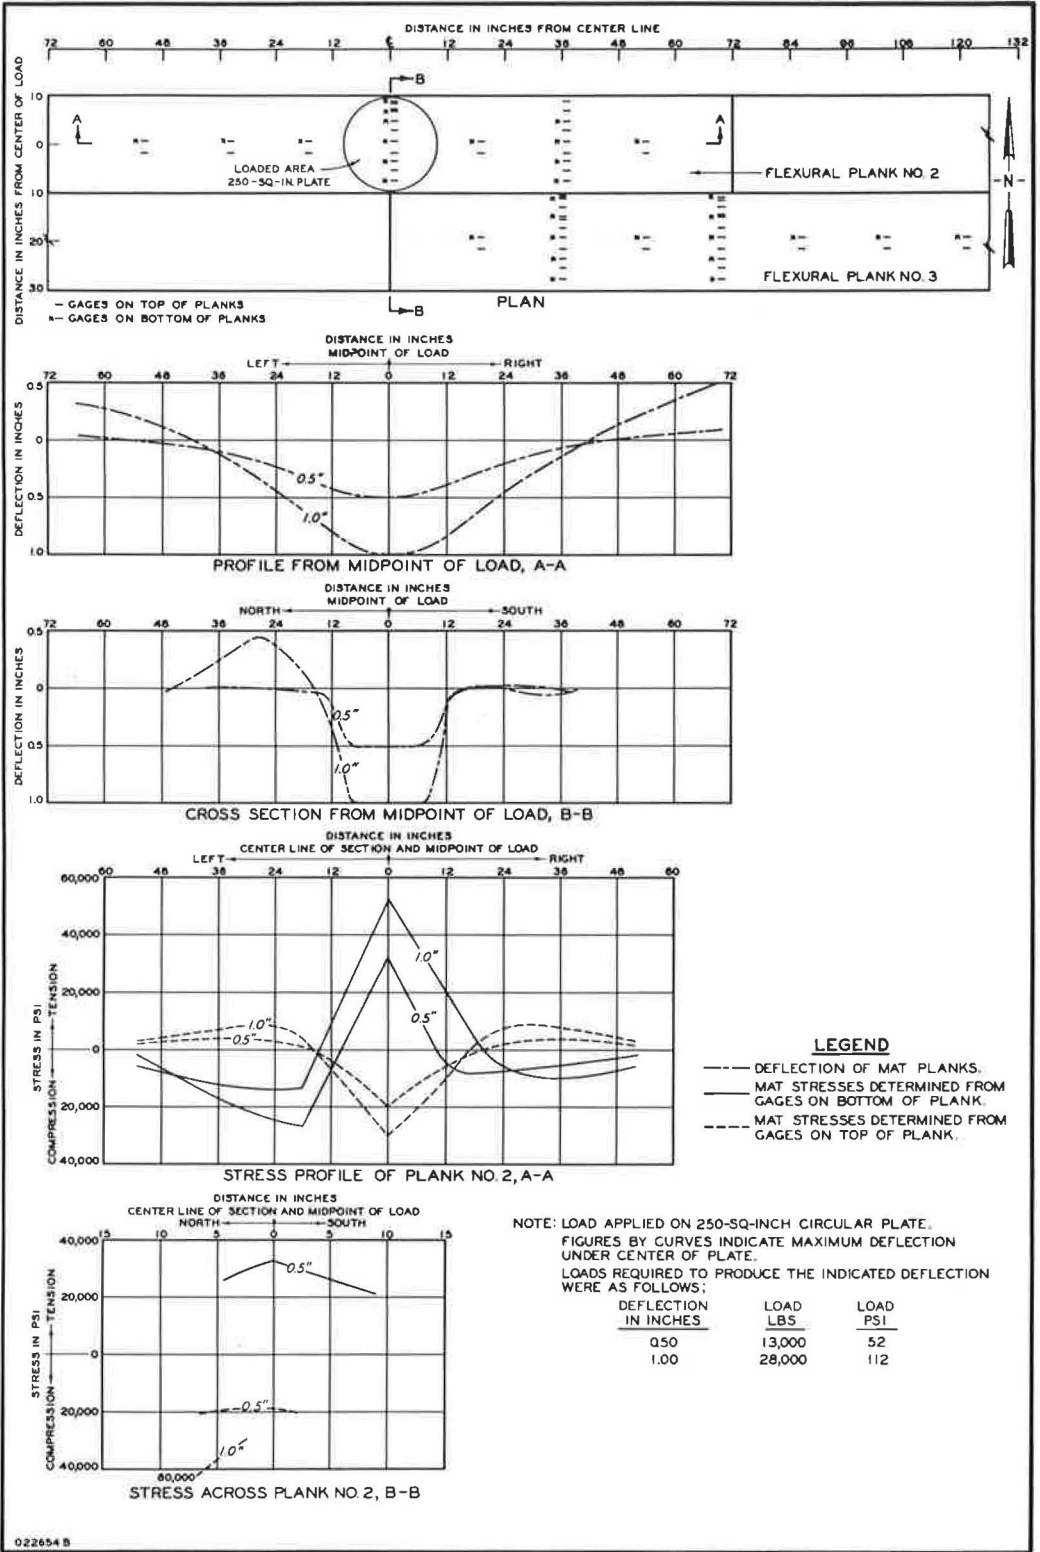 DISTANCE IN INCHES FROM CENTER LINE
72 60 48 36 24 12 ℄ 12 24 36 48 60 72 84 96 108 120 132
DISTANCE IN INCHES FROM CENTER OF LOAD
10
0
10
20
30
B
A
A
LOADED AREA
250-SQ-IN. PLATE
FLEXURAL PLANK NO. 2
-N-
FLEXURAL PLANK NO. 3
— GAGES ON TOP OF PLANKS
x— GAGES ON BOTTOM OF PLANKS
B
PLAN
DISTANCE IN INCHES
MIDPOINT OF LOAD
LEFT RIGHT
72 60 48 36 24 12 0 12 24 36 48 60 72
DEFLECTION IN INCHES
0.5
0
0.5
1.0
0.5"
1.0"
PROFILE FROM MIDPOINT OF LOAD, A-A
DISTANCE IN INCHES
MIDPOINT OF LOAD
NORTH SOUTH
72 60 48 36 24 12 0 12 24 36 48 60 72
DEFLECTION IN INCHES
0.5
0
0.5
1.0
0.5"
1.0"
CROSS SECTION FROM MIDPOINT OF LOAD, B-B
DISTANCE IN INCHES
CENTER LINE OF SECTION AND MIDPOINT OF LOAD
LEFT RIGHT
60 48 36 24 12 0 12 24 36 48 60
STRESS IN PSI
COMPRESSION TENSION
60,000
40,000
20,000
0
20,000
40,000
1.0"
0.5"
1.0"
0.5"
STRESS PROFILE OF PLANK NO. 2, A-A
LEGEND
DEFLECTION OF MAT PLANKS.
MAT STRESSES DETERMINED FROM
GAGES ON BOTTOM OF PLANK.
MAT STRESSES DETERMINED FROM
GAGES ON TOP OF PLANK.
DISTANCE IN INCHES
CENTER LINE OF SECTION AND MIDPOINT OF LOAD
NORTH SOUTH
15 10 5 0 5 10 15
STRESS IN PSI
COMPRESSION TENSION
40,000
20,000
0
20,000
40,000
0.5"
0.5"
1.0"
60,000
STRESS ACROSS PLANK NO. 2, B-B
NOTE: LOAD APPLIED ON 250-SQ-INCH CIRCULAR PLATE.
FIGURES BY CURVES INDICATE MAXIMUM DEFLECTION
UNDER CENTER OF PLATE.
LOADS REQUIRED TO PRODUCE THE INDICATED DEFLECTION
WERE AS FOLLOWS;
DEFLECTION LOAD LOAD
IN INCHES LBS PSI
0.50 13,000 52
1.00 28,000 112
022654 B